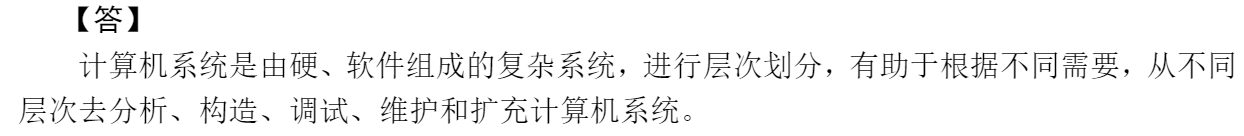 【答】
计算机系统是由硬、软件组成的复杂系统，进行层次划分，有助于根据不同需要，从不同
层次去分析、构造、调试、维护和扩充计算机系统。